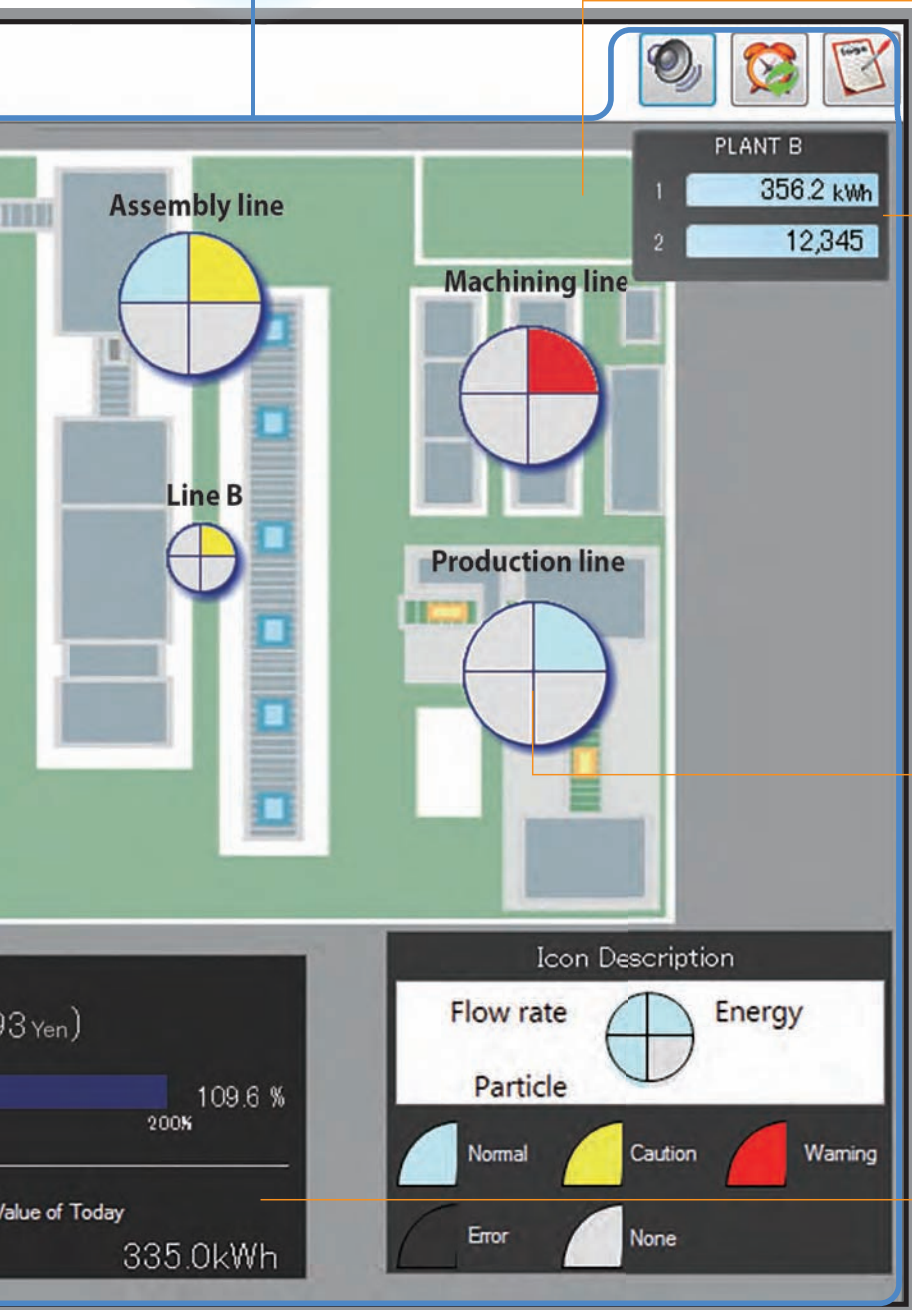 PLANT B
1 356.2 kWh
2 12,345
Assembly line
Machining line
Line B
Production line
93 Yen)
109.6 %
200%
Value of Today
335.0kWh
Icon Description
Flow rate Energy
Particle
Normal Caution Warning
Error None